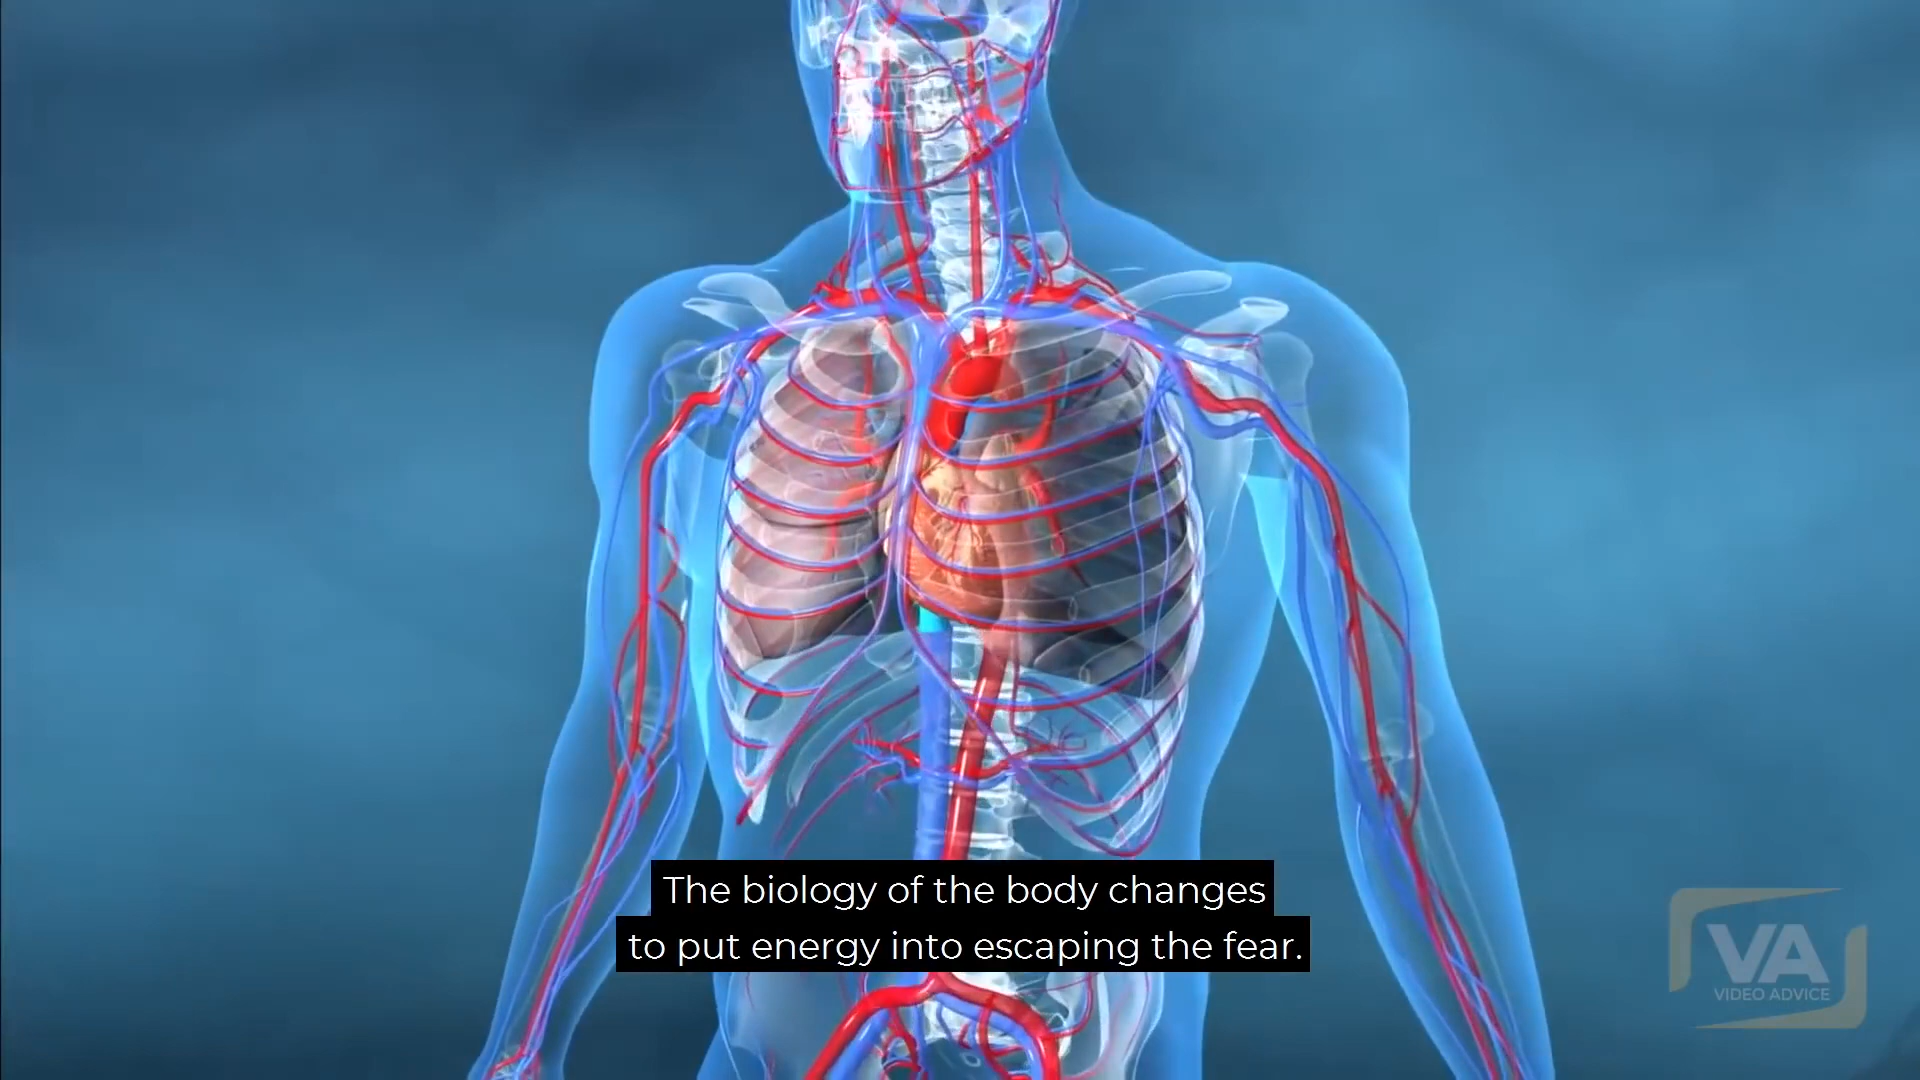 The biology of the body changes
to put energy into escaping the fear.
VA
VIDEO ADVICE